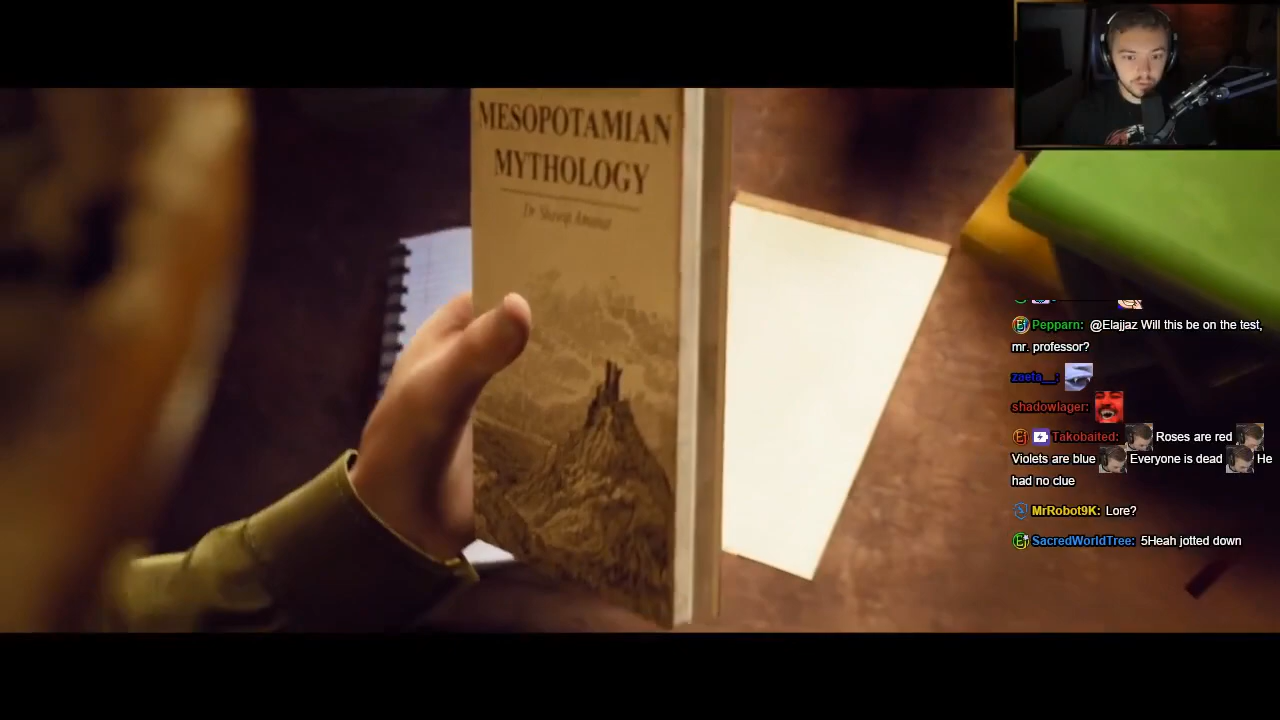 MESOPOTAMIAN
MYTHOLOGY
Pepparn: @Elajjaz Will this be on the test,
mr. professor?
zaeta__:
shadowlager:
Takobaited: Roses are red
Violets are blue Everyone is dead He
had no clue
MrRobot9K: Lore?
SacredWorldTree: 5Heah jotted down